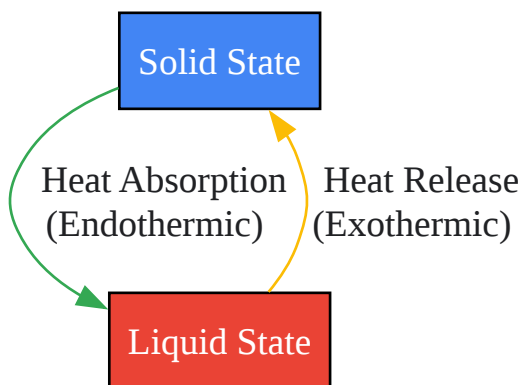 Solid State
Heat Absorption
(Endothermic)
Heat Release
(Exothermic)
Liquid State